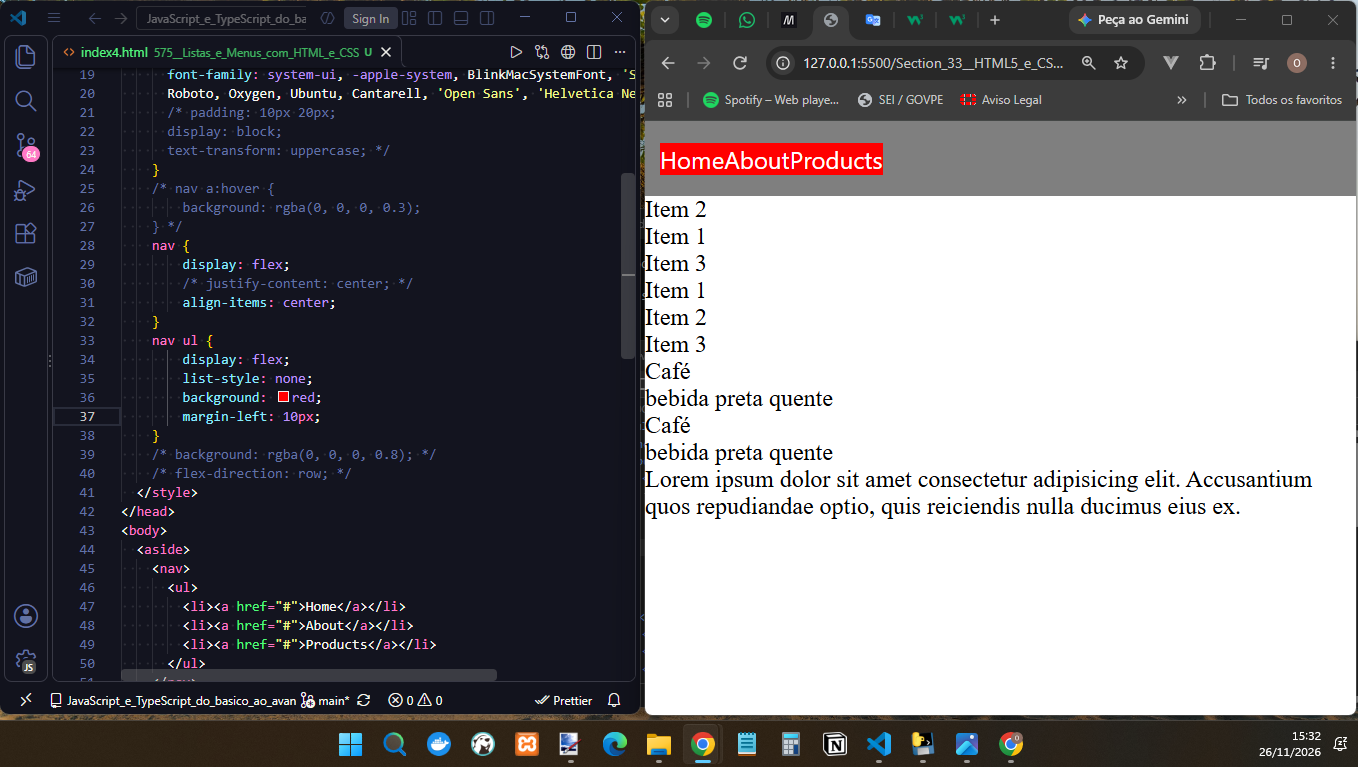 JavaScript_e_TypeScript_do_ba
Sign In
index4.html 575__Listas_e_Menus_com_HTML_e_CSS U
19 font-family: system-ui, -apple-system, BlinkMacSystemFont, 'S
20 Roboto, Oxygen, Ubuntu, Cantarell, 'Open Sans', 'Helvetica Ne
21 /* padding: 10px 20px;
22 display: block;
23 text-transform: uppercase; */
24 }
25 /* nav a:hover {
26 background: rgba(0, 0, 0, 0.3);
27 } */
28 nav {
29 display: flex;
30 /* justify-content: center; */
31 align-items: center;
32 }
33 nav ul {
34 display: flex;
35 list-style: none;
36 background: red;
37 margin-left: 10px;
38 }
39 /* background: rgba(0, 0, 0, 0.8); */
40 /* flex-direction: row; */
41 </style>
42 </head>
43 <body>
44 <aside>
45 <nav>
46 <ul>
47 <li><a href="#">Home</a></li>
48 <li><a href="#">About</a></li>
49 <li><a href="#">Products</a></li>
50 </ul>
64
JS
JavaScript_e_TypeScript_do_basico_ao_avan main* 0 0 Prettier
Peça ao Gemini
127.0.0.1:5500/Section_33__HTML5_e_CS...
O
Spotify – Web playe... SEI / GOVPE Aviso Legal » Todos os favoritos
HomeAboutProducts
Item 2
Item 1
Item 3
Item 1
Item 2
Item 3
Café
bebida preta quente
Café
bebida preta quente
Lorem ipsum dolor sit amet consectetur adipisicing elit. Accusantium
quos repudiandae optio, quis reiciendis nulla ducimus eius ex.
15:32
26/11/2026